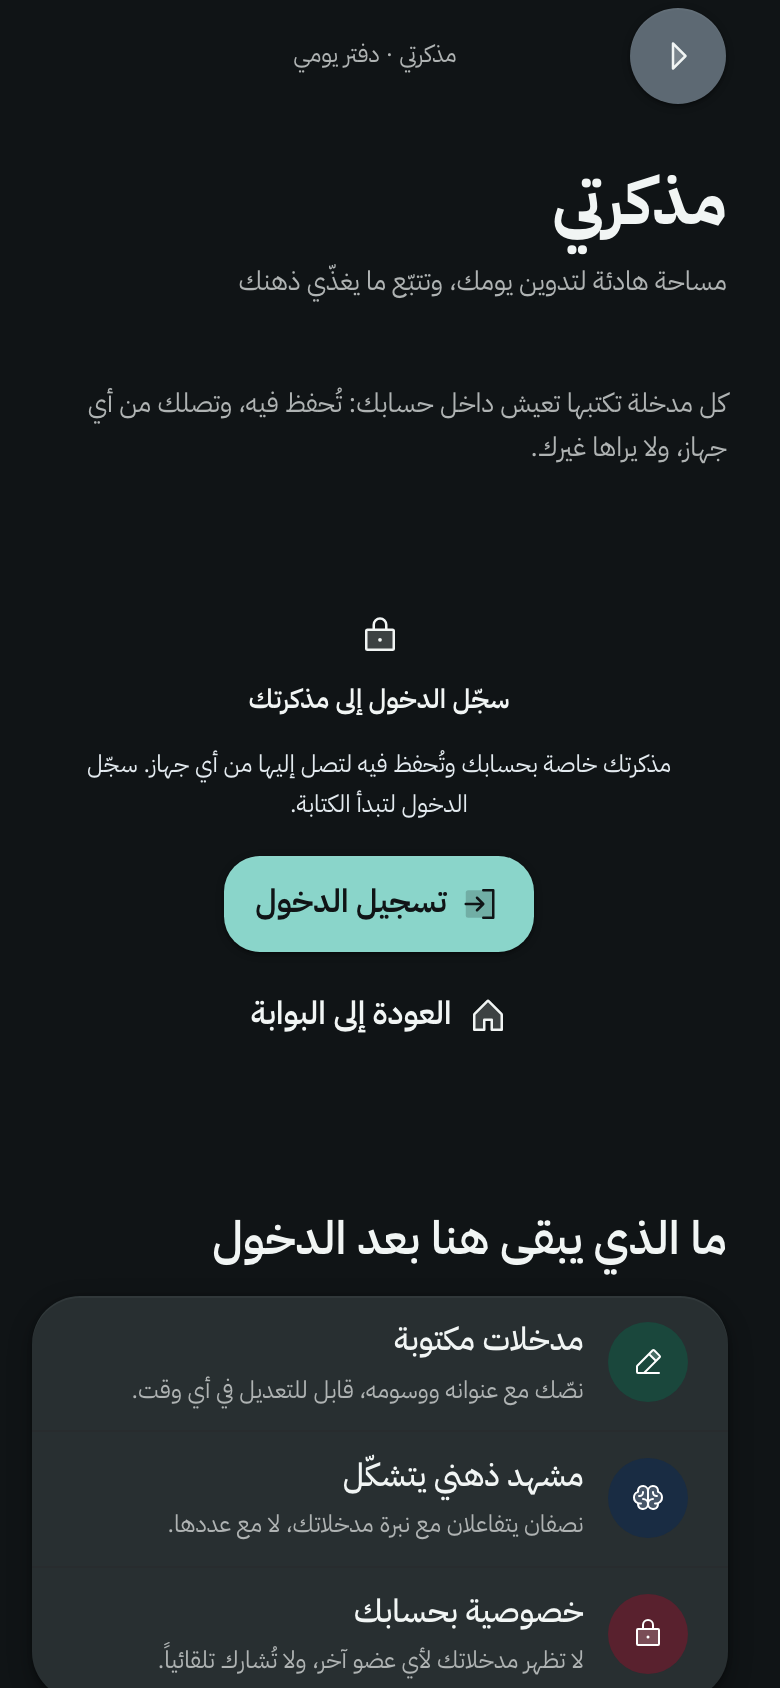 مذكرتي · دفتر يومي
مذكرتي
مساحة هادئة لتدوين يومك، وتتبّع ما يغذّي ذهنك
كل مدخلة تكتبها تعيش داخل حسابك: تُحفظ فيه، وتصلك من أي
جهاز، ولا يراها غيرك.
سجّل الدخول إلى مذكرتك
مذكرتك خاصة بحسابك وتُحفظ فيه لتصل إليها من أي جهاز. سجّل
الدخول لتبدأ الكتابة.
تسجيل الدخول
العودة إلى البوابة
ما الذي يبقى هنا بعد الدخول
مدخلات مكتوبة
نصّك مع عنوانه ووسومه، قابل للتعديل في أي وقت.
مشهد ذهني يتشكّل
نصفان يتفاعلان مع نبرة مدخلاتك، لا مع عددها.
خصوصية بحسابك
لا تظهر مدخلاتك لأي عضو آخر، ولا تُشارك تلقائياً.